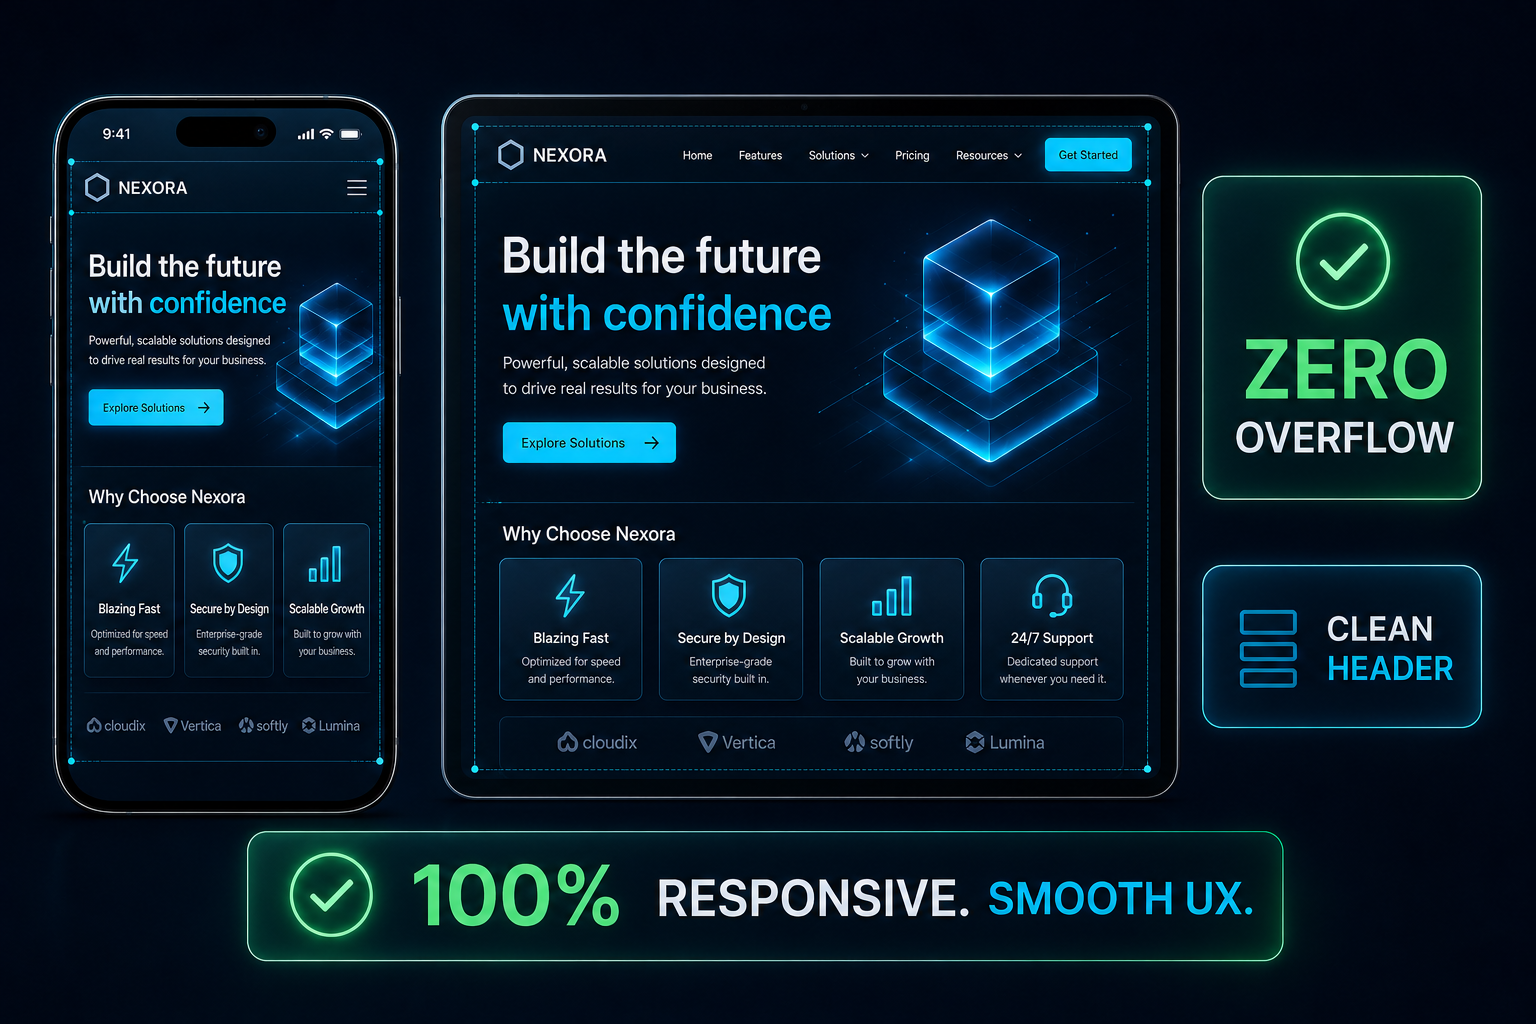 9:41
NEXORA
Build the future
with confidence
Powerful, scalable solutions designed
to drive real results for your business.
Explore Solutions
Why Choose Nexora
Blazing Fast
Optimized for speed
and performance.
Secure by Design
Enterprise-grade
security built in.
Scalable Growth
Built to grow with
your business.
cloudix
Vertica
softly
Lumina
NEXORA
Home
Features
Solutions
Pricing
Resources
Get Started
Build the future
with confidence
Powerful, scalable solutions designed
to drive real results for your business.
Explore Solutions
Why Choose Nexora
Blazing Fast
Optimized for speed
and performance.
Secure by Design
Enterprise-grade
security built in.
Scalable Growth
Built to grow with
your business.
24/7 Support
Dedicated support
whenever you need it.
cloudix
Vertica
softly
Lumina
ZERO
OVERFLOW
CLEAN
HEADER
100% RESPONSIVE. SMOOTH UX.